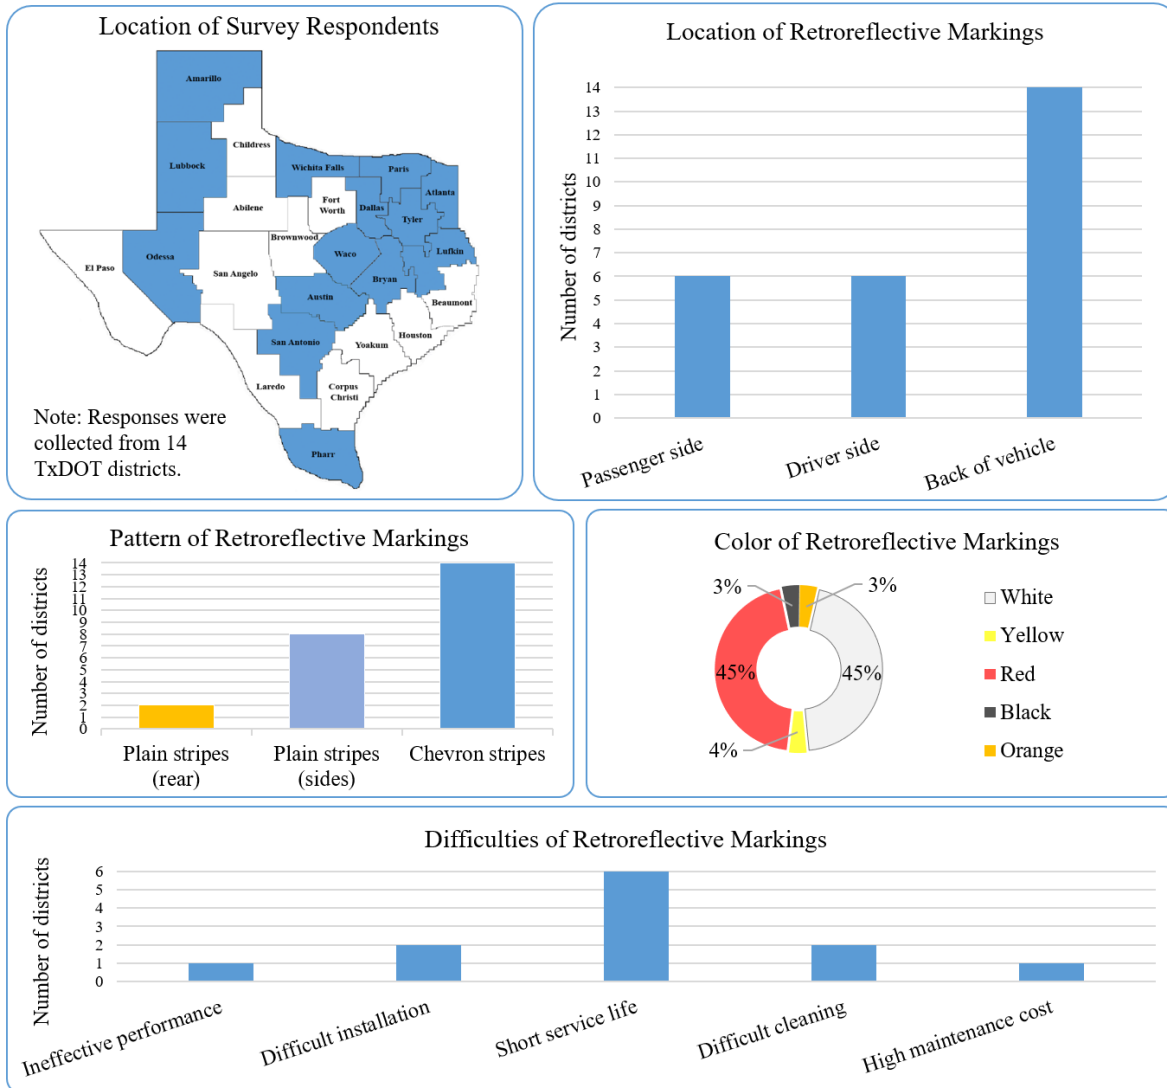 Location of Survey Respondents
Amarillo
Childress
Lubbock
Wichita Falls
Paris
Atlanta
Fort
Worth
Dallas
Abilene
Tyler
Brownwood
Waco
Lufkin
El Paso
Odessa
San Angelo
Bryan
Austin
Beaumont
Houston
San Antonio
Yoakum
Laredo
Corpus
Christi
Pharr
Note: Responses were
collected from 14
TxDOT districts.
Location of Retroreflective Markings
Number of districts
14
13
12
11
10
9
8
7
6
5
4
3
2
1
0
Passenger side
Driver side
Back of vehicle
Pattern of Retroreflective Markings
Number of districts
14
13
12
11
10
9
8
7
6
5
4
3
2
1
0
Plain stripes
(rear)
Plain stripes
(sides)
Chevron stripes
Color of Retroreflective Markings
3%
3%
45%
45%
4%
White
Yellow
Red
Black
Orange
Difficulties of Retroreflective Markings
Number of districts
6
5
4
3
2
1
0
Ineffective performance
Difficult installation
Short service life
Difficult cleaning
High maintenance cost